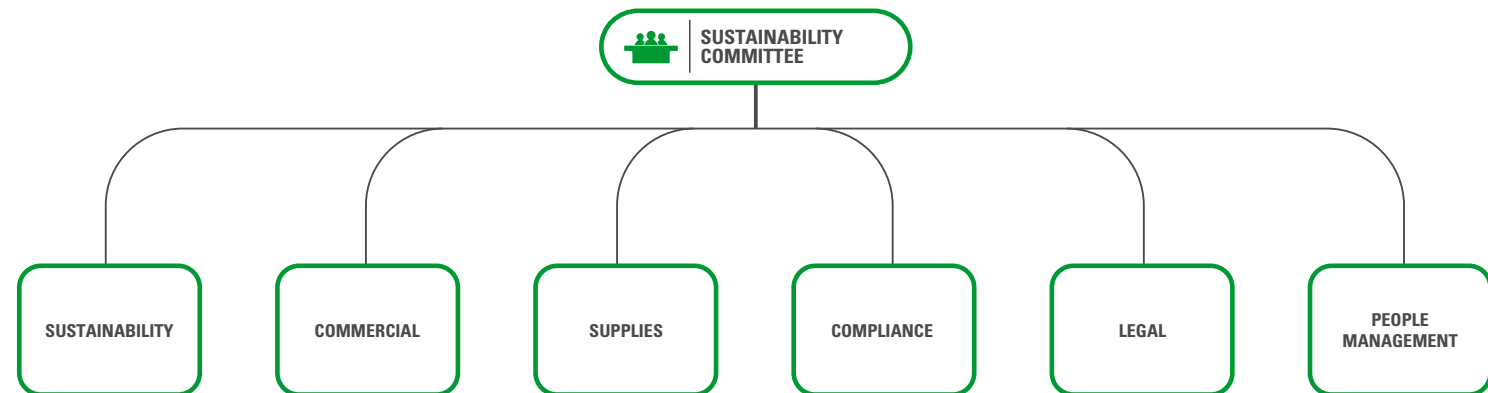 SUSTAINABILITY
COMMITTEE
SUSTAINABILITY
COMMERCIAL
SUPPLIES
COMPLIANCE
LEGAL
PEOPLE
MANAGEMENT